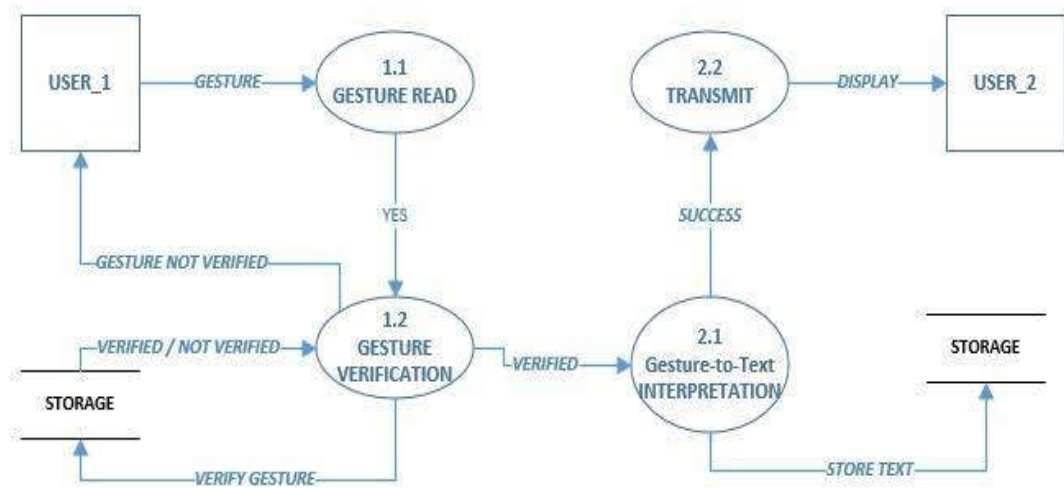 USER_1
GESTURE
1.1
GESTURE READ
2.2
TRANSMIT
DISPLAY
USER_2
YES
SUCCESS
GESTURE NOT VERIFIED
1.2
GESTURE
VERIFICATION
VERIFIED / NOT VERIFIED
VERIFIED
2.1
Gesture-to-Text
INTERPRETATION
STORAGE
STORAGE
VERIFY GESTURE
STORE TEXT